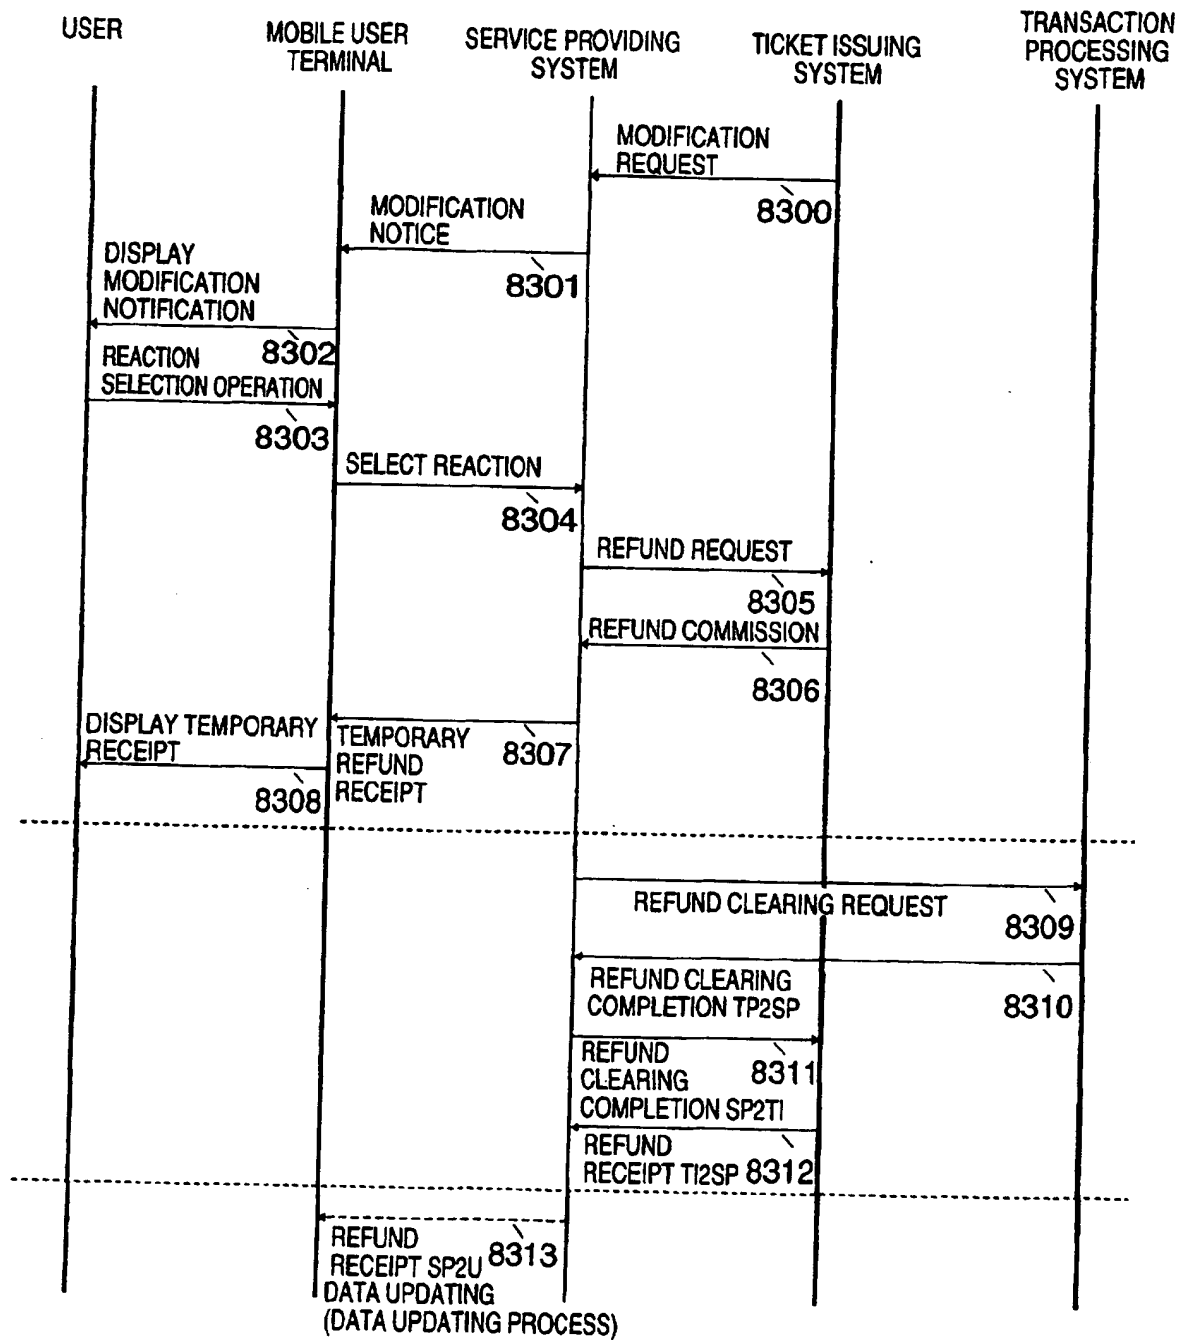 USER
MOBILE USER
TERMINAL
SERVICE PROVIDING
SYSTEM
TICKET ISSUING
SYSTEM
TRANSACTION
PROCESSING
SYSTEM
MODIFICATION
REQUEST
8300
MODIFICATION
NOTICE
8301
DISPLAY
MODIFICATION
NOTIFICATION
8302
REACTION
SELECTION OPERATION
8303
SELECT REACTION
8304
REFUND REQUEST
8305
REFUND COMMISSION
8306
TEMPORARY
REFUND
RECEIPT
8307
DISPLAY TEMPORARY
RECEIPT
8308
REFUND CLEARING REQUEST
8309
REFUND CLEARING
COMPLETION TP2SP
8310
REFUND
CLEARING
COMPLETION SP2TI
8311
REFUND
RECEIPT TI2SP
8312
REFUND
RECEIPT SP2U
8313
DATA UPDATING
(DATA UPDATING PROCESS)